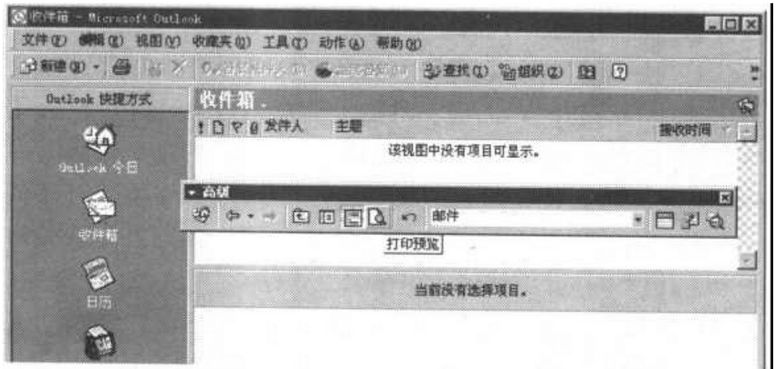 收件箱 - Microsoft Outlook
文件(F) 编辑(E) 视图(V) 收藏夹(O) 工具(T) 动作(A) 帮助(H)
新建(N) 查找(I) 组织(Z)
Outlook 快捷方式
收件箱 .
发件人 主题 接收时间
该视图中没有项目可显示。
Outlook 今日
高级
邮件
打印预览
收件箱
当前没有选择项目。
日历